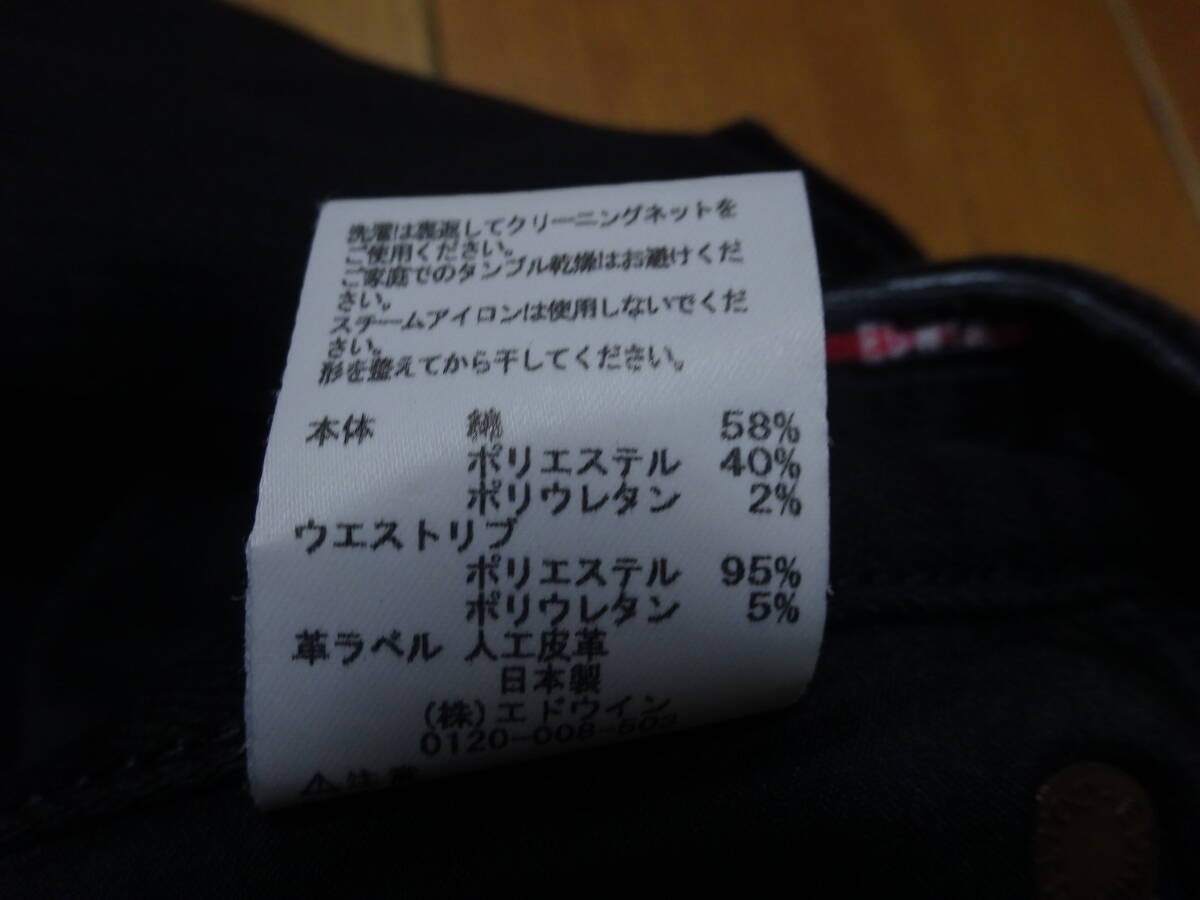 洗濯は裏返してクリーニングネットを
ご使用ください。
ご家庭でのタンブル乾燥はお避けくだ
さい。
スチームアイロンは使用しないでくだ
さい。
形を整えてから干してください。
本体 綿 58%
ポリエステル 40%
ポリウレタン 2%
ウエストリブ
ポリエステル 95%
ポリウレタン 5%
革ラベル 人工皮革
日本製
(株)エドウイン
0120-008-503
⚠注意